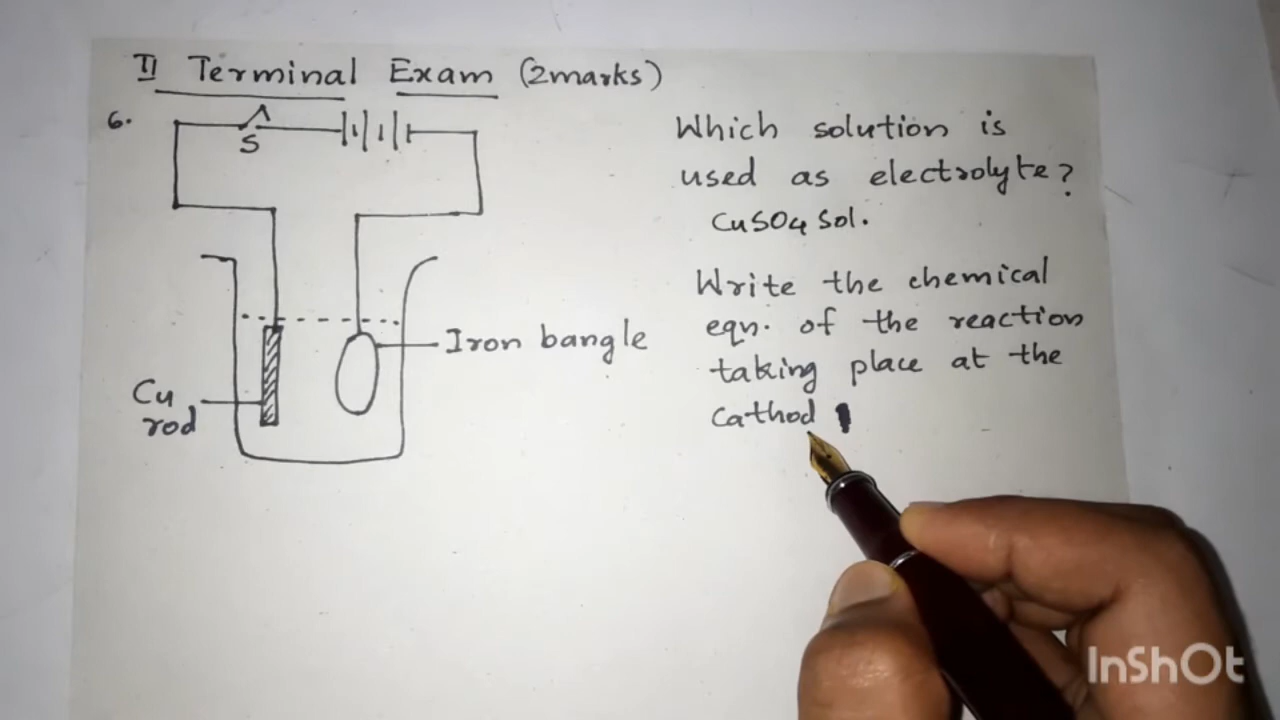 II Terminal Exam (2marks)
6.
S
Iron bangle
Cu
rod
Which solution is
used as electrolyte?
CuSO4 Sol.
Write the chemical
eqn. of the reaction
taking place at the
Cathod
InShOt